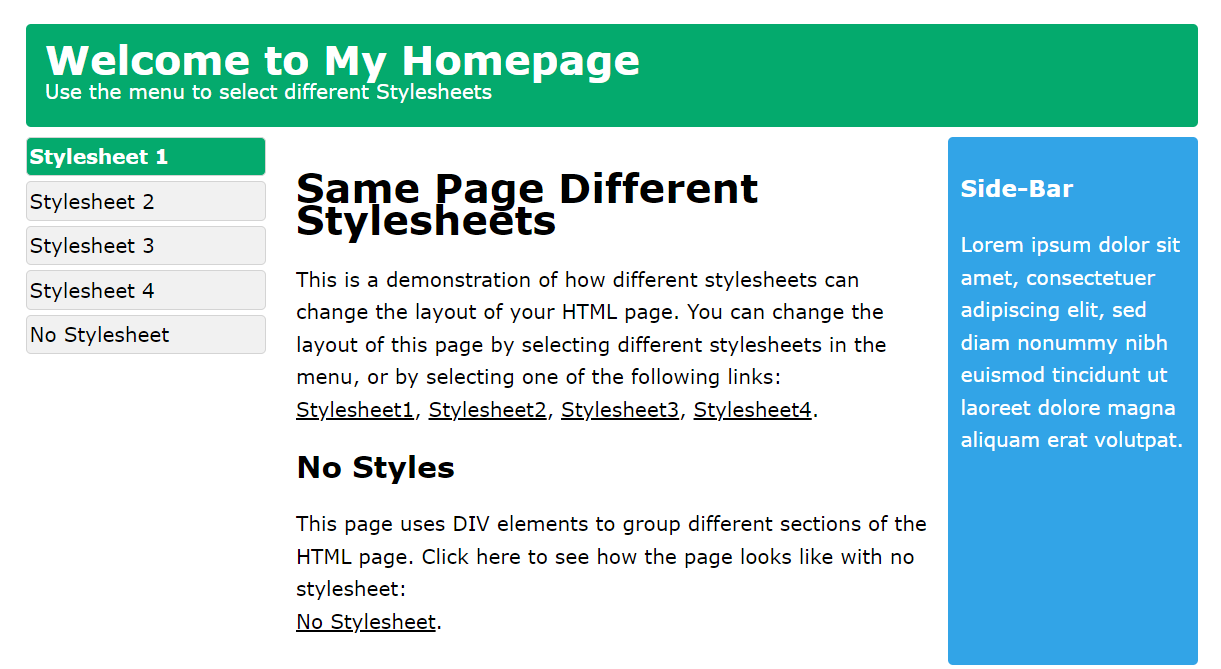 Welcome to My Homepage
Use the menu to select different Stylesheets
Stylesheet 1
Stylesheet 2
Stylesheet 3
Stylesheet 4
No Stylesheet
Same Page Different
Stylesheets
This is a demonstration of how different stylesheets can
change the layout of your HTML page. You can change the
layout of this page by selecting different stylesheets in the
menu, or by selecting one of the following links:
Stylesheet1, Stylesheet2, Stylesheet3, Stylesheet4.
No Styles
This page uses DIV elements to group different sections of the
HTML page. Click here to see how the page looks like with no
stylesheet:
No Stylesheet.
Side-Bar
Lorem ipsum dolor sit
amet, consectetuer
adipiscing elit, sed
diam nonummy nibh
euismod tincidunt ut
laoreet dolore magna
aliquam erat volutpat.